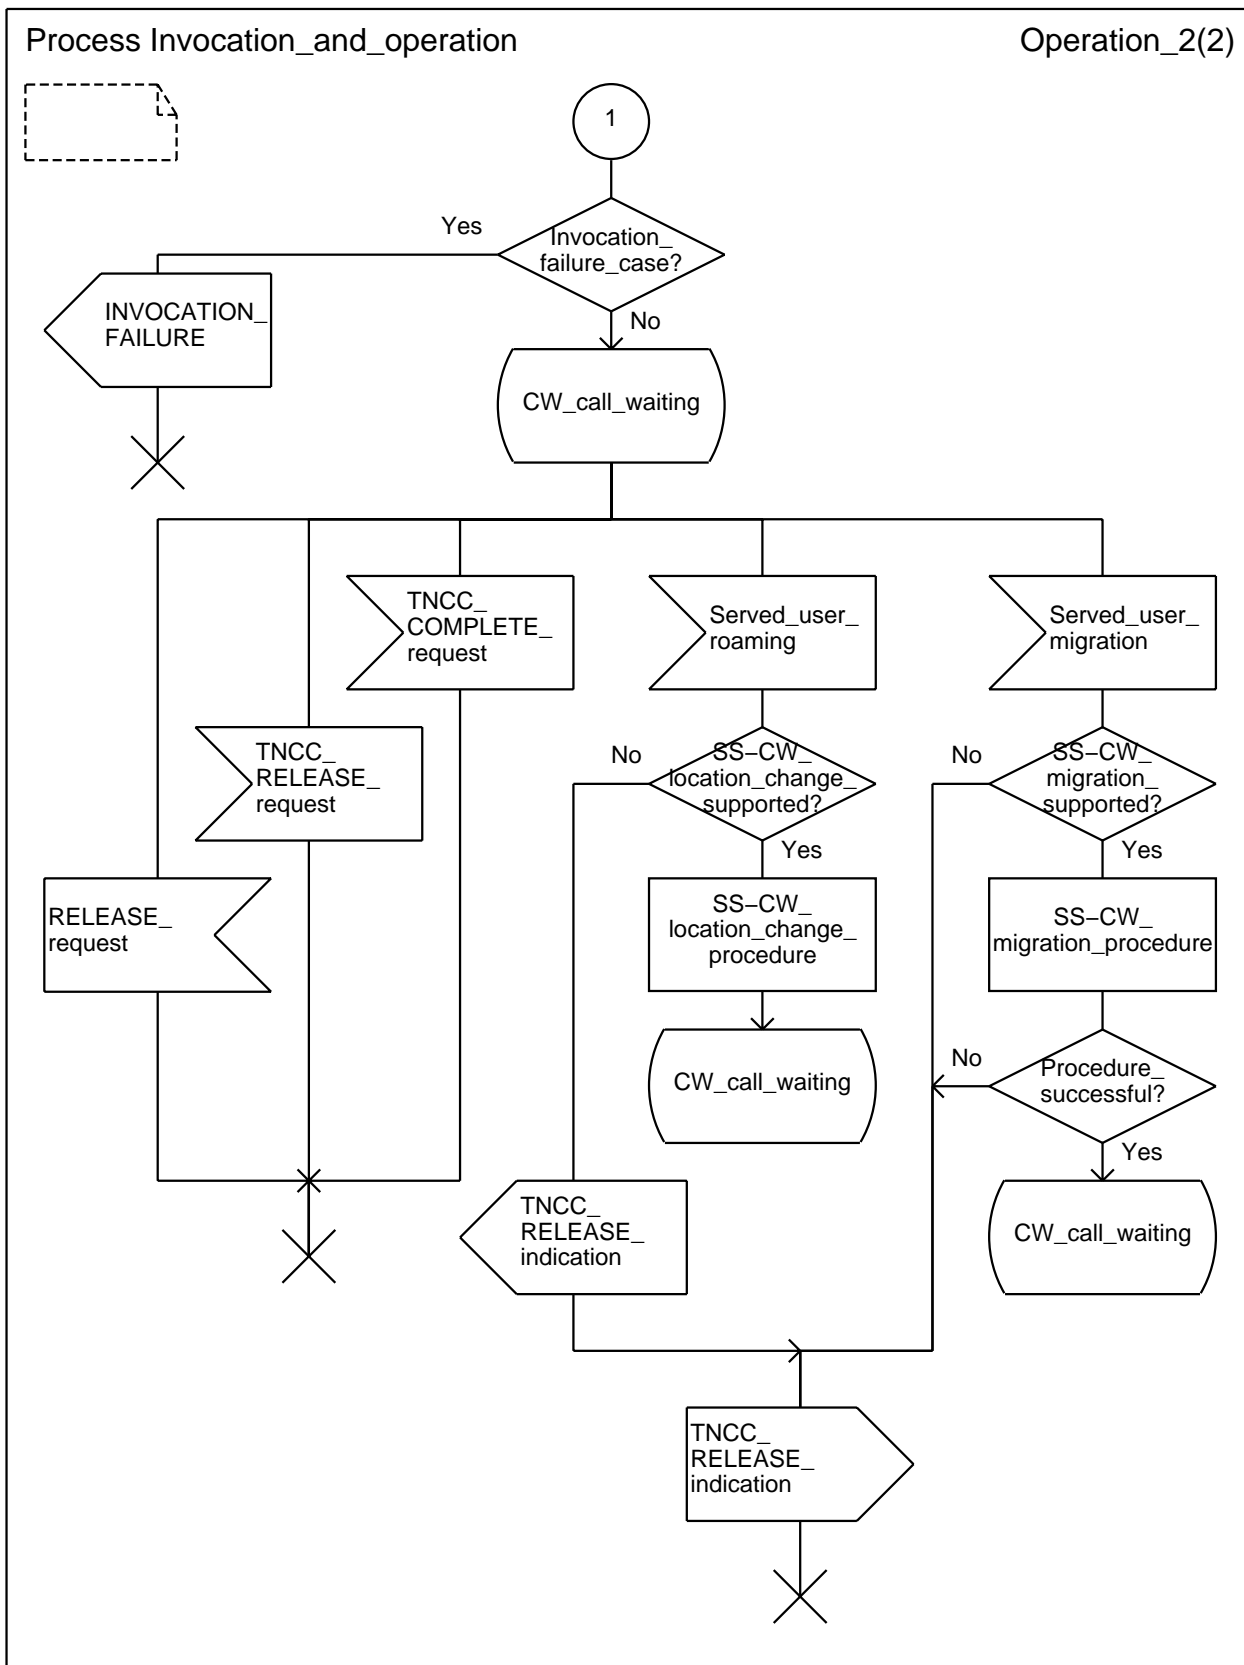 Process Invocation_and_operation
Operation_2(2)
1
Yes
Invocation_
failure_case?
INVOCATION_
FAILURE
No
CW_call_waiting
TNCC_
COMPLETE_
request
Served_user_
roaming
Served_user_
migration
TNCC_
RELEASE_
request
No
SS–CW_
location_change_
supported?
No
SS–CW_
migration_
supported?
Yes
Yes
RELEASE_
request
SS–CW_
location_change_
procedure
SS–CW_
migration_procedure
CW_call_waiting
No
Procedure_
successful?
Yes
TNCC_
RELEASE_
indication
CW_call_waiting
TNCC_
RELEASE_
indication